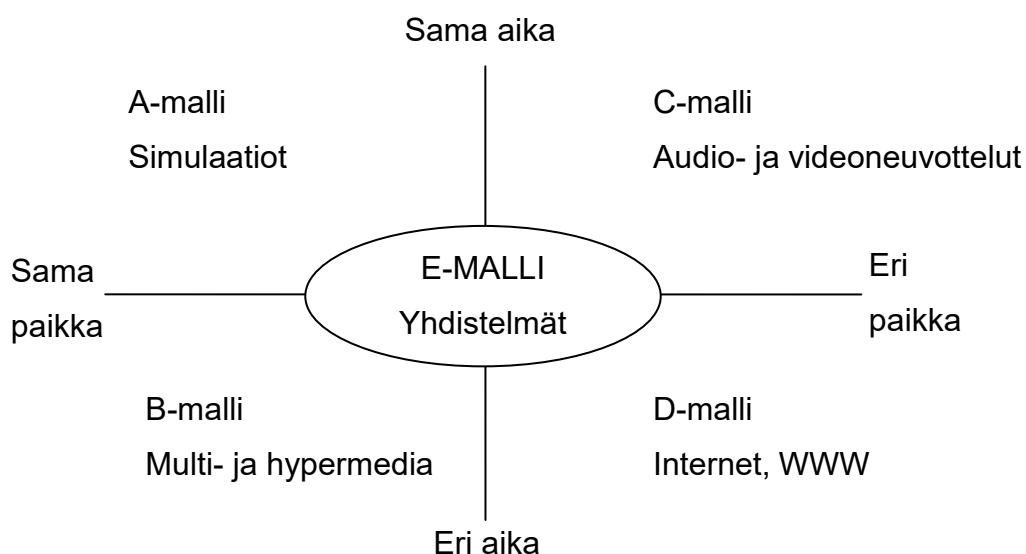 Sama aika
A-malli
Simulaatiot
C-malli
Audio- ja videoneuvottelut
Sama
paikka
E-MALLI
Yhdistelmät
Eri
paikka
B-malli
Multi- ja hypermedia
D-malli
Internet, WWW
Eri aika